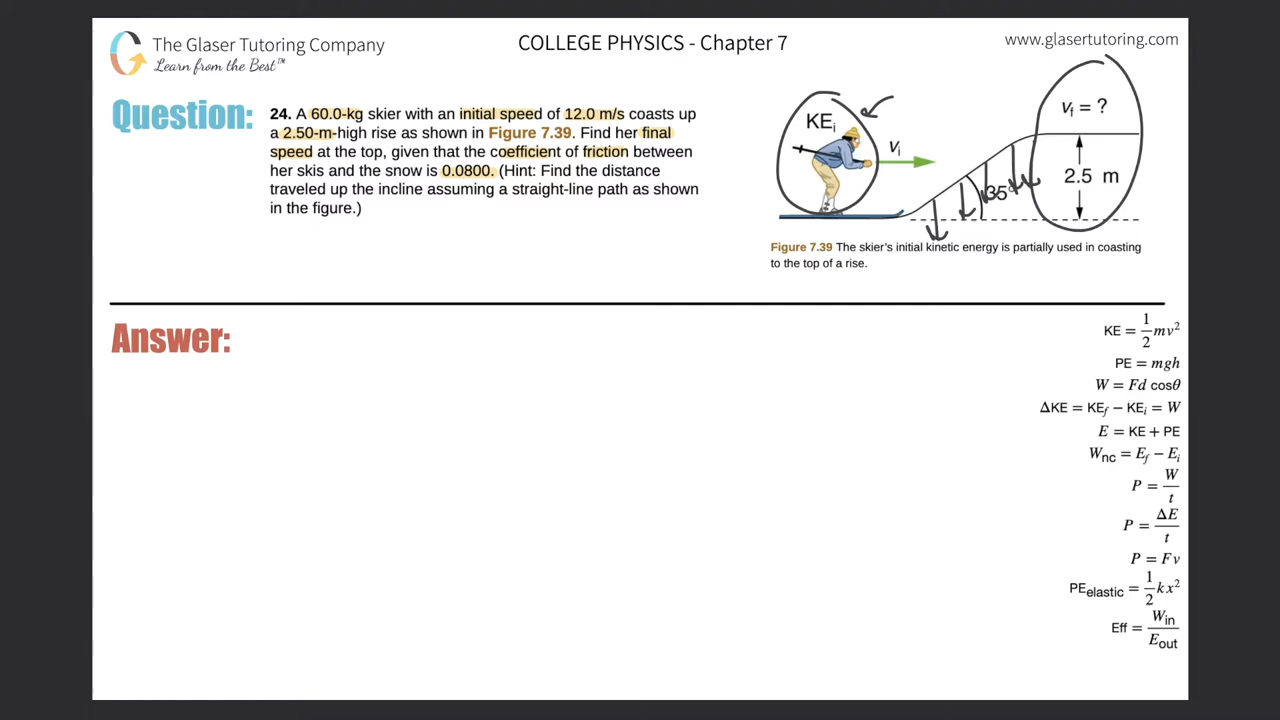 The Glaser Tutoring Company
Learn from the Best™
COLLEGE PHYSICS - Chapter 7
www.glasertutoring.com
Question:
24. A 60.0-kg skier with an initial speed of 12.0 m/s coasts up
a 2.50-m-high rise as shown in Figure 7.39. Find her final
speed at the top, given that the coefficient of friction between
her skis and the snow is 0.0800. (Hint: Find the distance
traveled up the incline assuming a straight-line path as shown
in the figure.)
KEi
vi
vf = ?
2.5 m
35°
Figure 7.39 The skier's initial kinetic energy is partially used in coasting
to the top of a rise.
Answer:
KE = 1/2 mv²
PE = mgh
W = Fd cosθ
ΔKE = KEf − KEi = W
E = KE + PE
Wnc = Ef − Ei
P = W/t
P = ΔE/t
P = Fv
PEelastic = 1/2 kx²
Eff = Win/Eout